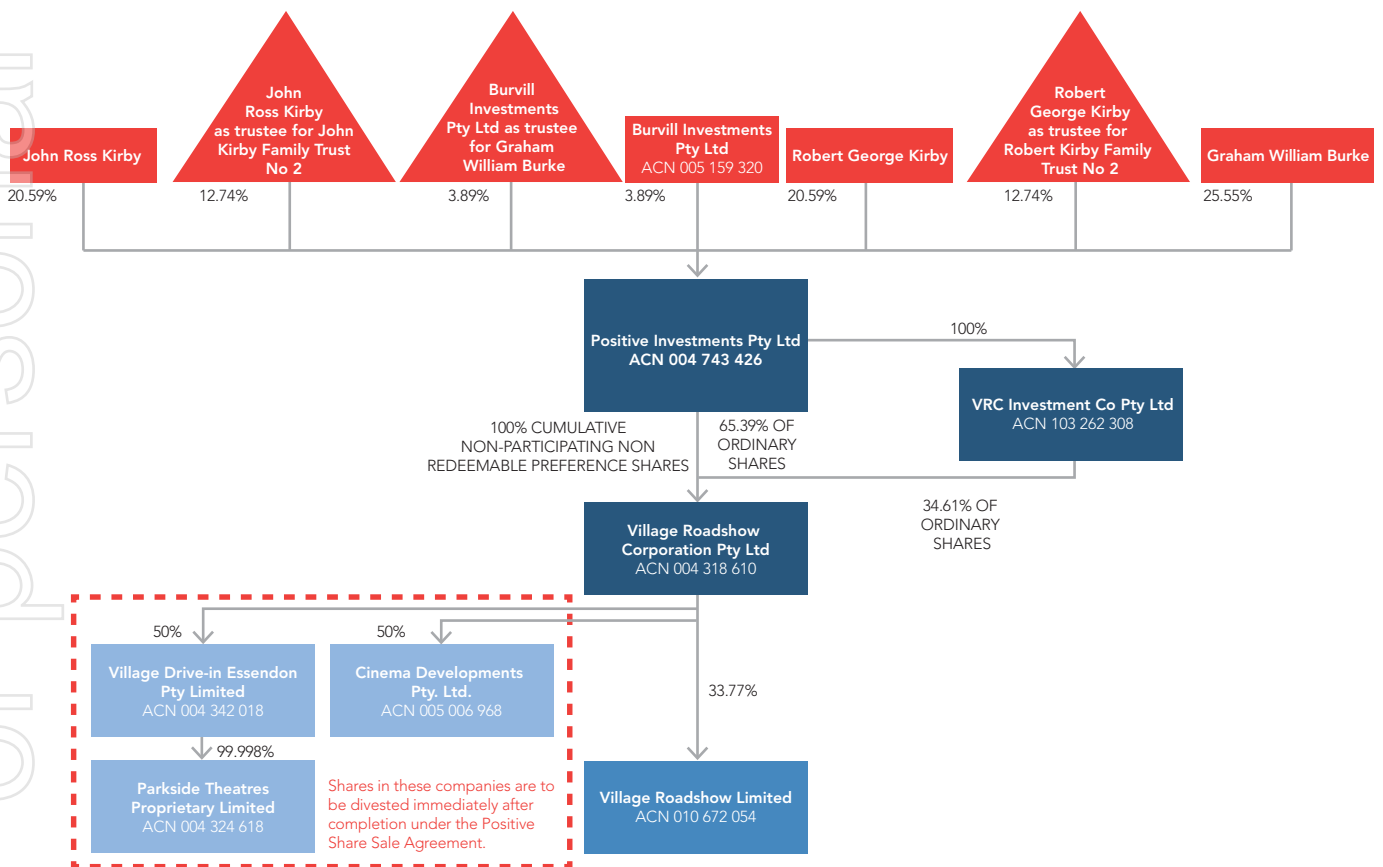 John
Ross Kirby
as trustee for John
Kirby Family Trust
No 2
Burvill
Investments
Pty Ltd as trustee
for Graham
William Burke
Robert
George Kirby
as trustee for
Robert Kirby Family
Trust No 2
John Ross Kirby
Burvill Investments
Pty Ltd
ACN 005 159 320
Robert George Kirby
Graham William Burke
20.59%
12.74%
3.89%
3.89%
20.59%
12.74%
25.55%
Positive Investments Pty Ltd
ACN 004 743 426
100%
VRC Investment Co Pty Ltd
ACN 103 262 308
100% CUMULATIVE
NON-PARTICIPATING NON
REDEEMABLE PREFERENCE SHARES
65.39% OF
ORDINARY
SHARES
34.61% OF
ORDINARY
SHARES
Village Roadshow
Corporation Pty Ltd
ACN 004 318 610
50%
50%
Village Drive-in Essendon
Pty Limited
ACN 004 342 018
Cinema Developments
Pty. Ltd.
ACN 005 006 968
33.77%
99.998%
Parkside Theatres
Proprietary Limited
ACN 004 324 618
Shares in these companies are to
be divested immediately after
completion under the Positive
Share Sale Agreement.
Village Roadshow Limited
ACN 010 672 054